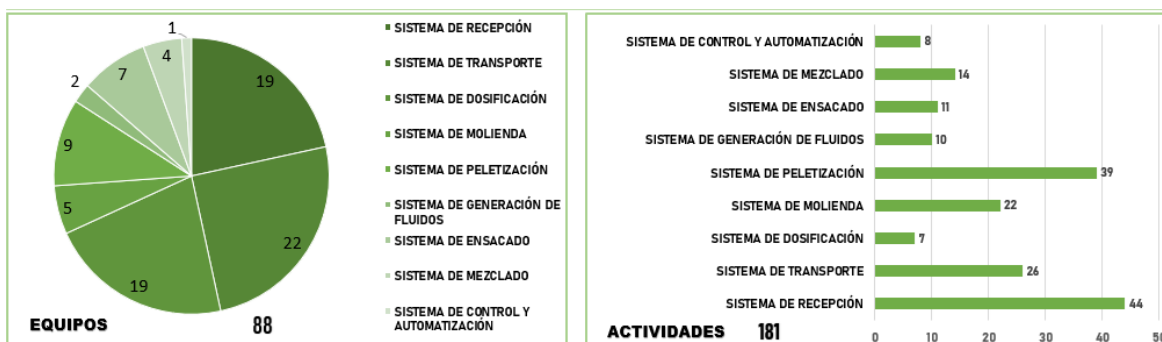 1
4
7
2
9
5
19
22
19
SISTEMA DE RECEPCIÓN
SISTEMA DE TRANSPORTE
SISTEMA DE DOSIFICACIÓN
SISTEMA DE MOLIENDA
SISTEMA DE PELETIZACIÓN
SISTEMA DE GENERACIÓN DE
FLUIDOS
SISTEMA DE ENSACADO
SISTEMA DE MEZCLADO
SISTEMA DE CONTROL Y
AUTOMATIZACIÓN
EQUIPOS 88
SISTEMA DE CONTROL Y AUTOMATIZACIÓN 8
SISTEMA DE MEZCLADO 14
SISTEMA DE ENSACADO 11
SISTEMA DE GENERACIÓN DE FLUIDOS 10
SISTEMA DE PELETIZACIÓN 39
SISTEMA DE MOLIENDA 22
SISTEMA DE DOSIFICACIÓN 7
SISTEMA DE TRANSPORTE 26
SISTEMA DE RECEPCIÓN 44
ACTIVIDADES 181
0 10 20 30 40 50